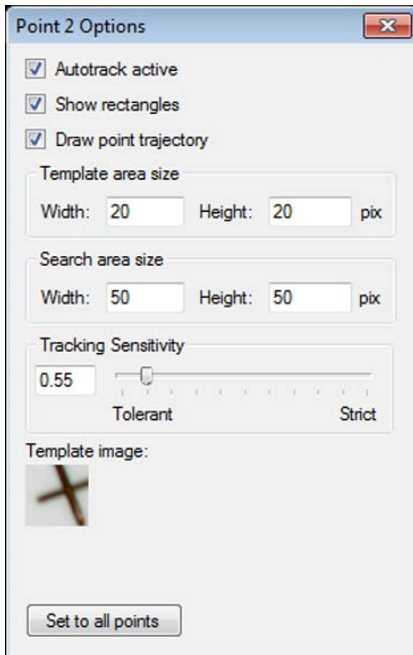 Point 2 Options
Autotrack active
Show rectangles
Draw point trajectory
Template area size
Width: 20 Height: 20 pix
Search area size
Width: 50 Height: 50 pix
Tracking Sensitivity
0.55
Tolerant Strict
Template image:
Set to all points